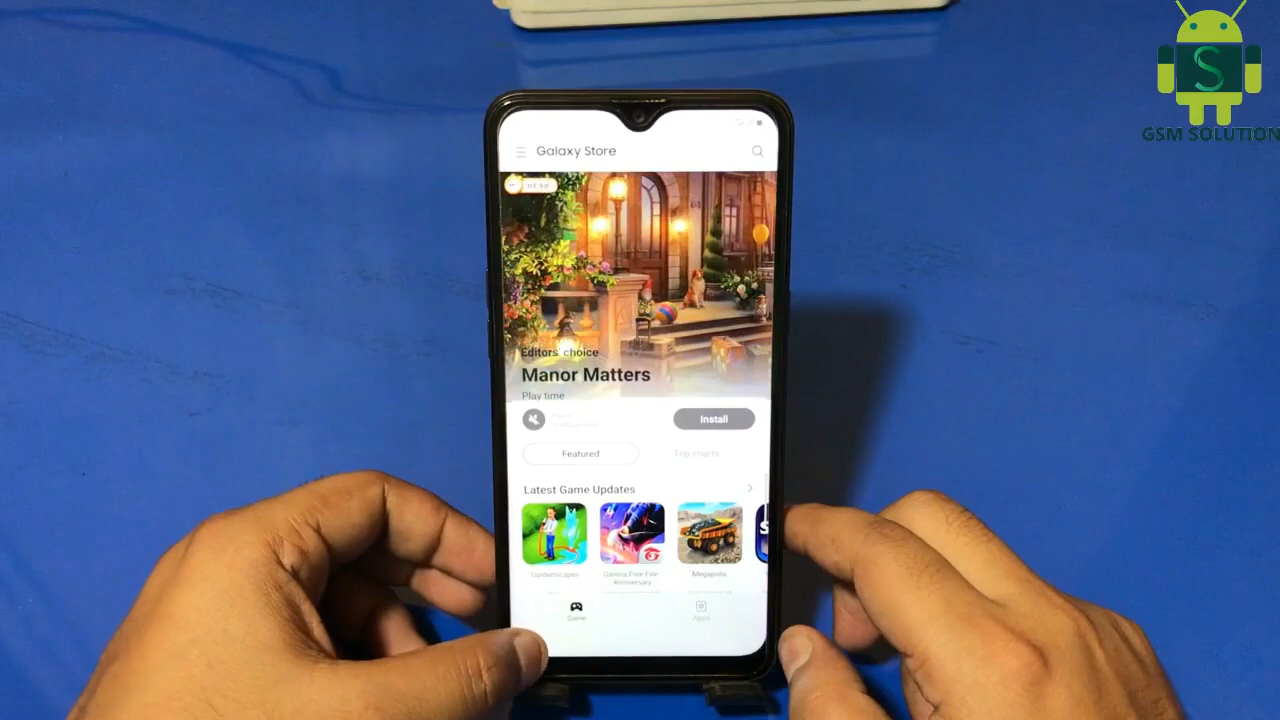 S
GSM SOLUTION
Galaxy Store
Editors' choice
Manor Matters
Play time
Install
Featured
Top charts
Latest Game Updates
Gardenscapes
Garena Free Fire
Anniversary
Megapolis
Game
Apps